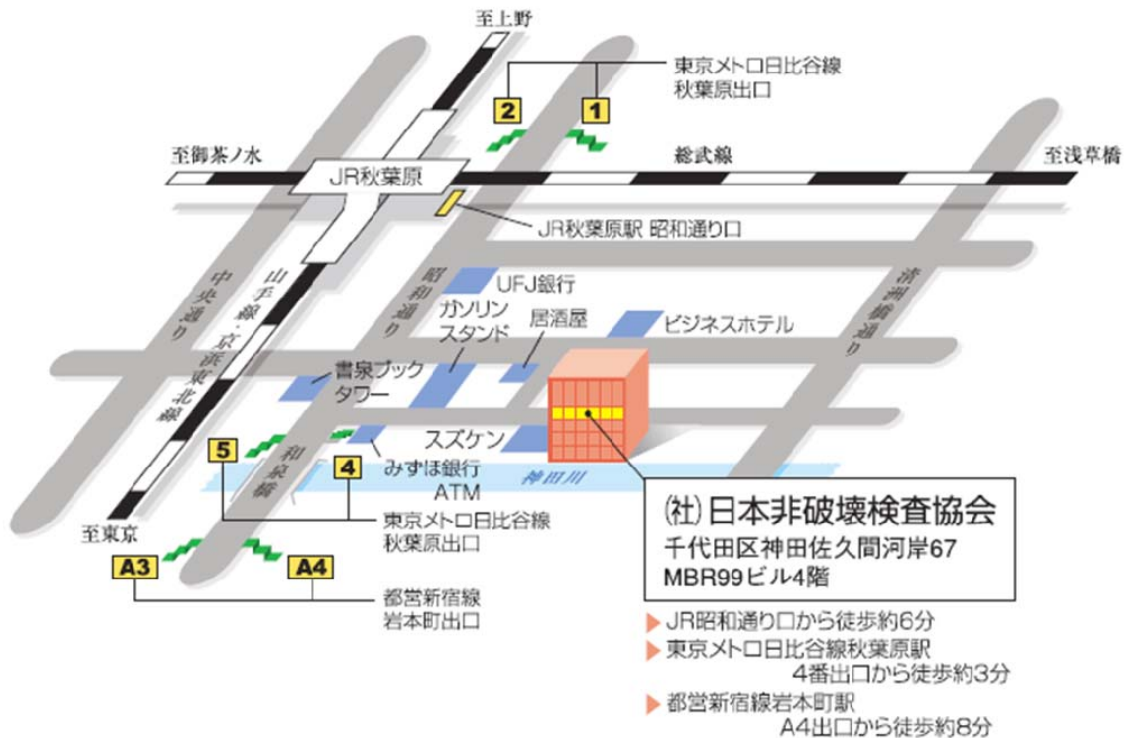 至上野
2
1
東京メトロ日比谷線
秋葉原出口
至御茶ノ水
JR秋葉原
総武線
至浅草橋
JR秋葉原駅 昭和通り口
中央通り
山手線・京浜東北線
昭和通り
清洲橋通り
UFJ銀行
ガソリン
スタンド
居酒屋
ビジネスホテル
書泉ブック
タワー
スズケン
5
4
和泉橋
みずほ銀行
ATM
神田川
至東京
東京メトロ日比谷線
秋葉原出口
A3
A4
都営新宿線
岩本町出口
(社)日本非破壊検査協会
千代田区神田佐久間河岸67
MBR99ビル4階
JR昭和通り口から徒歩約6分
東京メトロ日比谷線秋葉原駅
4番出口から徒歩約3分
都営新宿線岩本町駅
A4出口から徒歩約8分